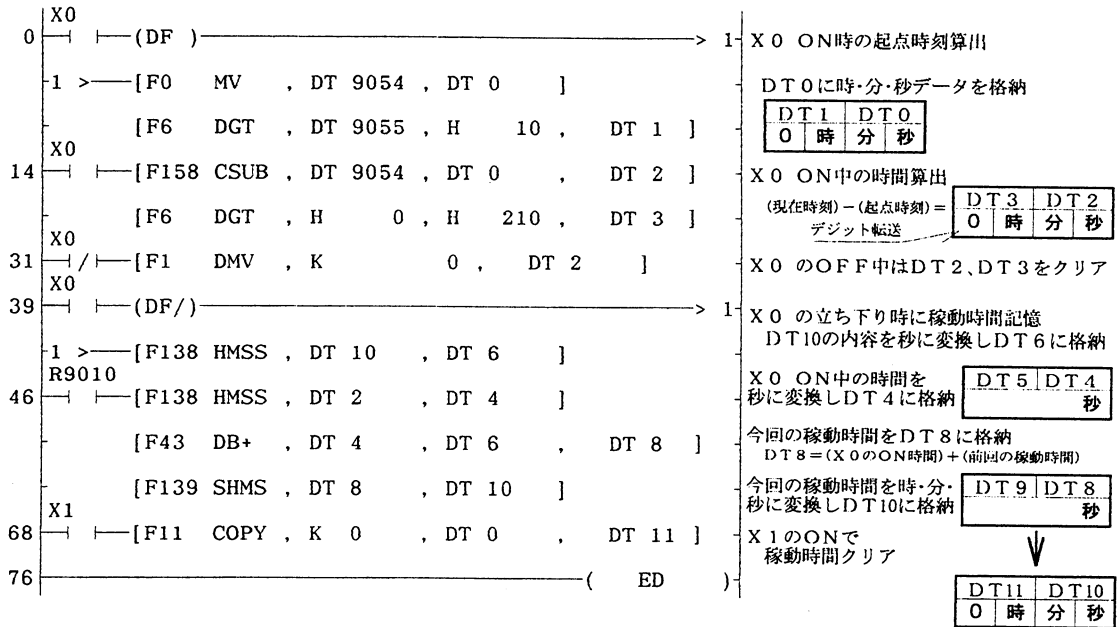 X0
0 (DF ) > 1 X0 ON時の起点時刻算出
1 > [F0 MV , DT 9054 , DT 0 ] DT0に時・分・秒データを格納
DT1 DT0
[F6 DGT , DT 9055 , H 10 , DT 1 ] 0 時 分 秒
X0
14 [F158 CSUB , DT 9054 , DT 0 , DT 2 ] X0 ON中の時間算出
(現在時刻)−(起点時刻)= DT3 DT2
[F6 DGT , H 0 , H 210 , DT 3 ] デジット転送 0 時 分 秒
X0
31 / [F1 DMV , K 0 , DT 2 ] X0 のOFF中はDT2、DT3をクリア
X0
39 (DF/) > 1 X0 の立ち下り時に稼動時間記憶
DT10の内容を秒に変換しDT6に格納
1 > [F138 HMSS , DT 10 , DT 6 ]
R9010
46 [F138 HMSS , DT 2 , DT 4 ] X0 ON中の時間を DT5 DT4
秒に変換しDT4に格納 秒
[F43 DB+ , DT 4 , DT 6 , DT 8 ] 今回の稼動時間をDT8に格納
DT8=(X0のON時間)+(前回の稼動時間)
[F139 SHMS , DT 8 , DT 10 ] 今回の稼動時間を時・分・ DT9 DT8
秒に変換しDT10に格納 秒
X1
68 [F11 COPY , K 0 , DT 0 , DT 11 ] X1のONで
稼動時間クリア
76 ( ED )
DT11 DT10
0 時 分 秒